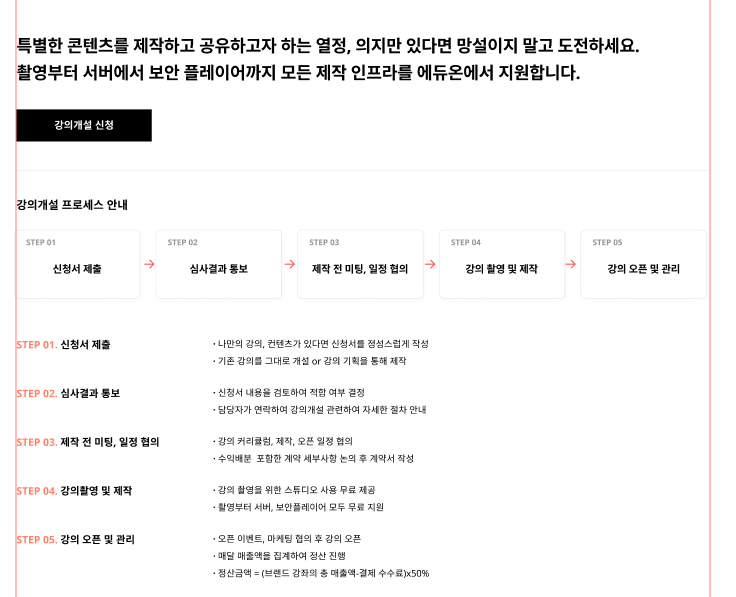 특별한 콘텐츠를 제작하고 공유하고자 하는 열정, 의지만 있다면 망설이지 말고 도전하세요.
촬영부터 서버에서 보안 플레이어까지 모든 제작 인프라를 에듀온에서 지원합니다.
강의개설 신청
강의개설 프로세스 안내
STEP 01
신청서 제출
STEP 02
심사결과 통보
STEP 03
제작 전 미팅, 일정 협의
STEP 04
강의 촬영 및 제작
STEP 05
강의 오픈 및 관리
STEP 01. 신청서 제출
· 나만의 강의, 컨텐츠가 있다면 신청서를 정성스럽게 작성
· 기존 강의를 그대로 개설 or 강의 기획을 통해 제작
STEP 02. 심사결과 통보
· 신청서 내용을 검토하여 적합 여부 결정
· 담당자가 연락하여 강의개설 관련하여 자세한 절차 안내
STEP 03. 제작 전 미팅, 일정 협의
· 강의 커리큘럼, 제작, 오픈 일정 협의
· 수익배분 포함한 계약 세부사항 논의 후 계약서 작성
STEP 04. 강의촬영 및 제작
· 강의 촬영을 위한 스튜디오 사용 무료 제공
· 촬영부터 서버, 보안플레이어 모두 무료 지원
STEP 05. 강의 오픈 및 관리
· 오픈 이벤트, 마케팅 협의 후 강의 오픈
· 매달 매출액을 집계하여 정산 진행
· 정산금액 = (브랜드 강좌의 총 매출액-결제 수수료)x50%